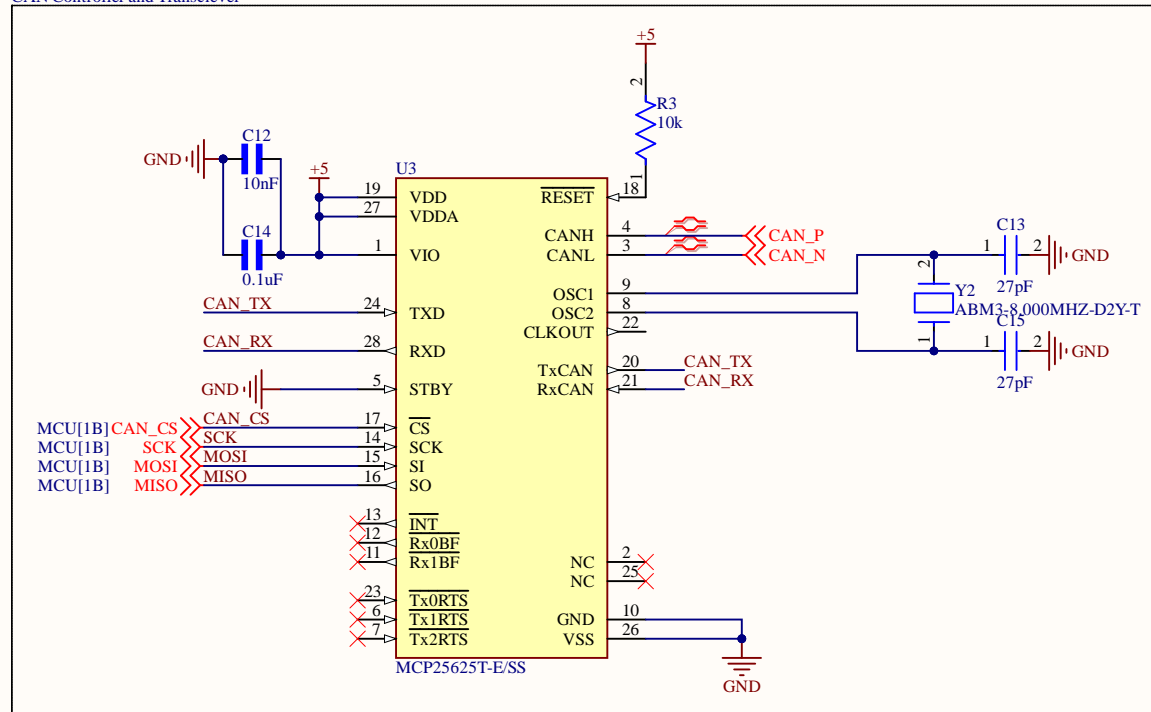 CAN Controller and Transciever
+5
2
R3
10k
1
C12
GND
10nF
C14
0.1uF
+5
U3
19 VDD
27 VDDA
1 VIO
CAN_TX 24 TXD
CAN_RX 28 RXD
GND 5 STBY
MCU[1B] CAN_CS CAN_CS 17 CS
MCU[1B] SCK SCK 14 SCK
MCU[1B] MOSI MOSI 15 SI
MCU[1B] MISO MISO 16 SO
13 INT
12 Rx0BF
11 Rx1BF
23 Tx0RTS
6 Tx1RTS
7 Tx2RTS
RESET 18
CANH 4 CAN_P
CANL 3 CAN_N
OSC1 9
OSC2 8
CLKOUT 22
TxCAN 20 CAN_TX
RxCAN 21 CAN_RX
NC 2
NC 25
GND 10
VSS 26
GND
MCP25625T-E/SS
C13
1 2 GND
27pF
2
Y2
ABM3-8.000MHZ-D2Y-T
1
C15
1 2 GND
27pF